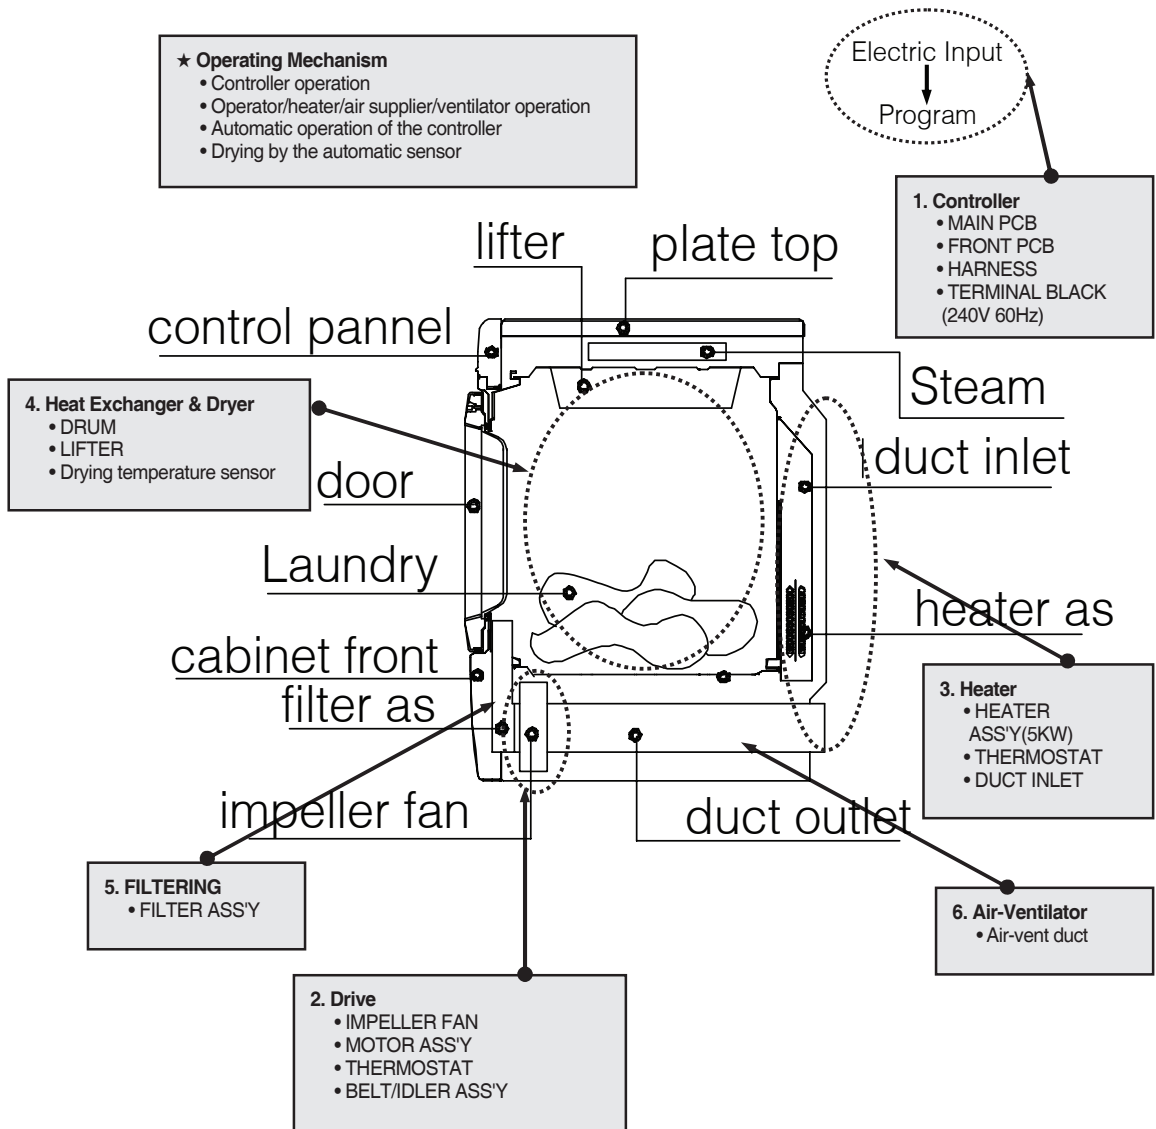 ★ Operating Mechanism
• Controller operation
• Operator/heater/air supplier/ventilator operation
• Automatic operation of the controller
• Drying by the automatic sensor
Electric Input
Program
1. Controller
• MAIN PCB
• FRONT PCB
• HARNESS
• TERMINAL BLACK
(240V 60Hz)
lifter
plate top
control pannel
Steam
4. Heat Exchanger & Dryer
• DRUM
• LIFTER
• Drying temperature sensor
door
duct inlet
Laundry
heater as
cabinet front
filter as
3. Heater
• HEATER
ASS'Y(5KW)
• THERMOSTAT
• DUCT INLET
impeller fan
duct outlet
5. FILTERING
• FILTER ASS'Y
6. Air-Ventilator
• Air-vent duct
2. Drive
• IMPELLER FAN
• MOTOR ASS'Y
• THERMOSTAT
• BELT/IDLER ASS'Y